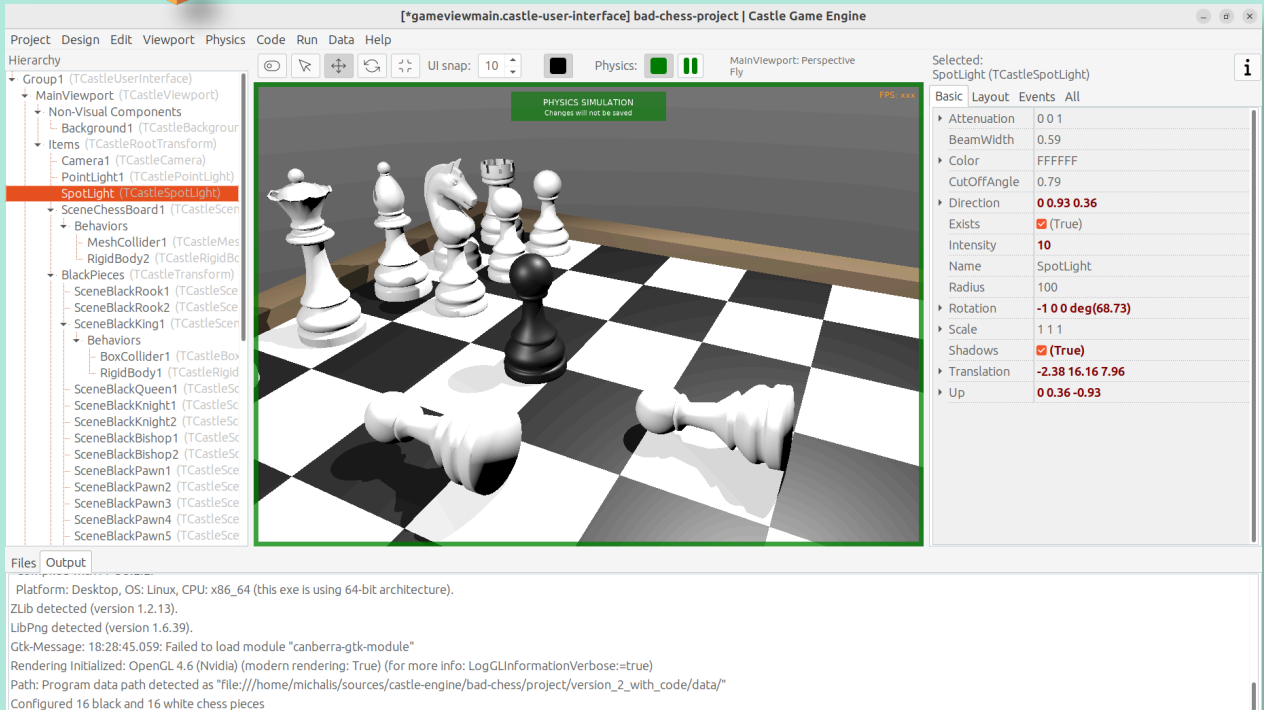 [*gameviewmain.castle-user-interface] bad-chess-project | Castle Game Engine
Project Design Edit Viewport Physics Code Run Data Help
Hierarchy
Group1 (TCastleUserInterface)
MainViewport (TCastleViewport)
Non-Visual Components
Background1 (TCastleBackgrour
Items (TCastleRootTransform)
Camera1 (TCastleCamera)
PointLight1 (TCastlePointLight)
SpotLight (TCastleSpotLight)
SceneChessBoard1 (TCastleScen
Behaviors
MeshCollider1 (TCastleMes
RigidBody2 (TCastleRigidBc
BlackPieces (TCastleTransform)
SceneBlackRook1 (TCastleSce
SceneBlackRook2 (TCastleSce
SceneBlackKing1 (TCastleScen
Behaviors
BoxCollider1 (TCastleBox
RigidBody1 (TCastleRigid
SceneBlackQueen1 (TCastleSc
SceneBlackKnight1 (TCastleSc
SceneBlackKnight2 (TCastleSc
SceneBlackBishop1 (TCastleSc
SceneBlackBishop2 (TCastleSc
SceneBlackPawn1 (TCastleSce
SceneBlackPawn2 (TCastleSce
SceneBlackPawn3 (TCastleSce
SceneBlackPawn4 (TCastleSce
SceneBlackPawn5 (TCastleSce
UI snap: 10 Physics:
MainViewport: Perspective
Fly
PHYSICS SIMULATION
Changes will not be saved
FPS: xxx
Selected:
SpotLight (TCastleSpotLight)
i
Basic Layout Events All
Attenuation 0 0 1
BeamWidth 0.59
Color FFFFFF
CutOffAngle 0.79
Direction 0 0.93 0.36
Exists (True)
Intensity 10
Name SpotLight
Radius 100
Rotation -1 0 0 deg(68.73)
Scale 1 1 1
Shadows (True)
Translation -2.38 16.16 7.96
Up 0 0.36 -0.93
Files Output
Platform: Desktop, OS: Linux, CPU: x86_64 (this exe is using 64-bit architecture).
ZLib detected (version 1.2.13).
LibPng detected (version 1.6.39).
Gtk-Message: 18:28:45.059: Failed to load module "canberra-gtk-module"
Rendering Initialized: OpenGL 4.6 (Nvidia) (modern rendering: True) (for more info: LogGLInformationVerbose:=true)
Path: Program data path detected as "file:///home/michalis/sources/castle-engine/bad-chess/project/version_2_with_code/data/"
Configured 16 black and 16 white chess pieces